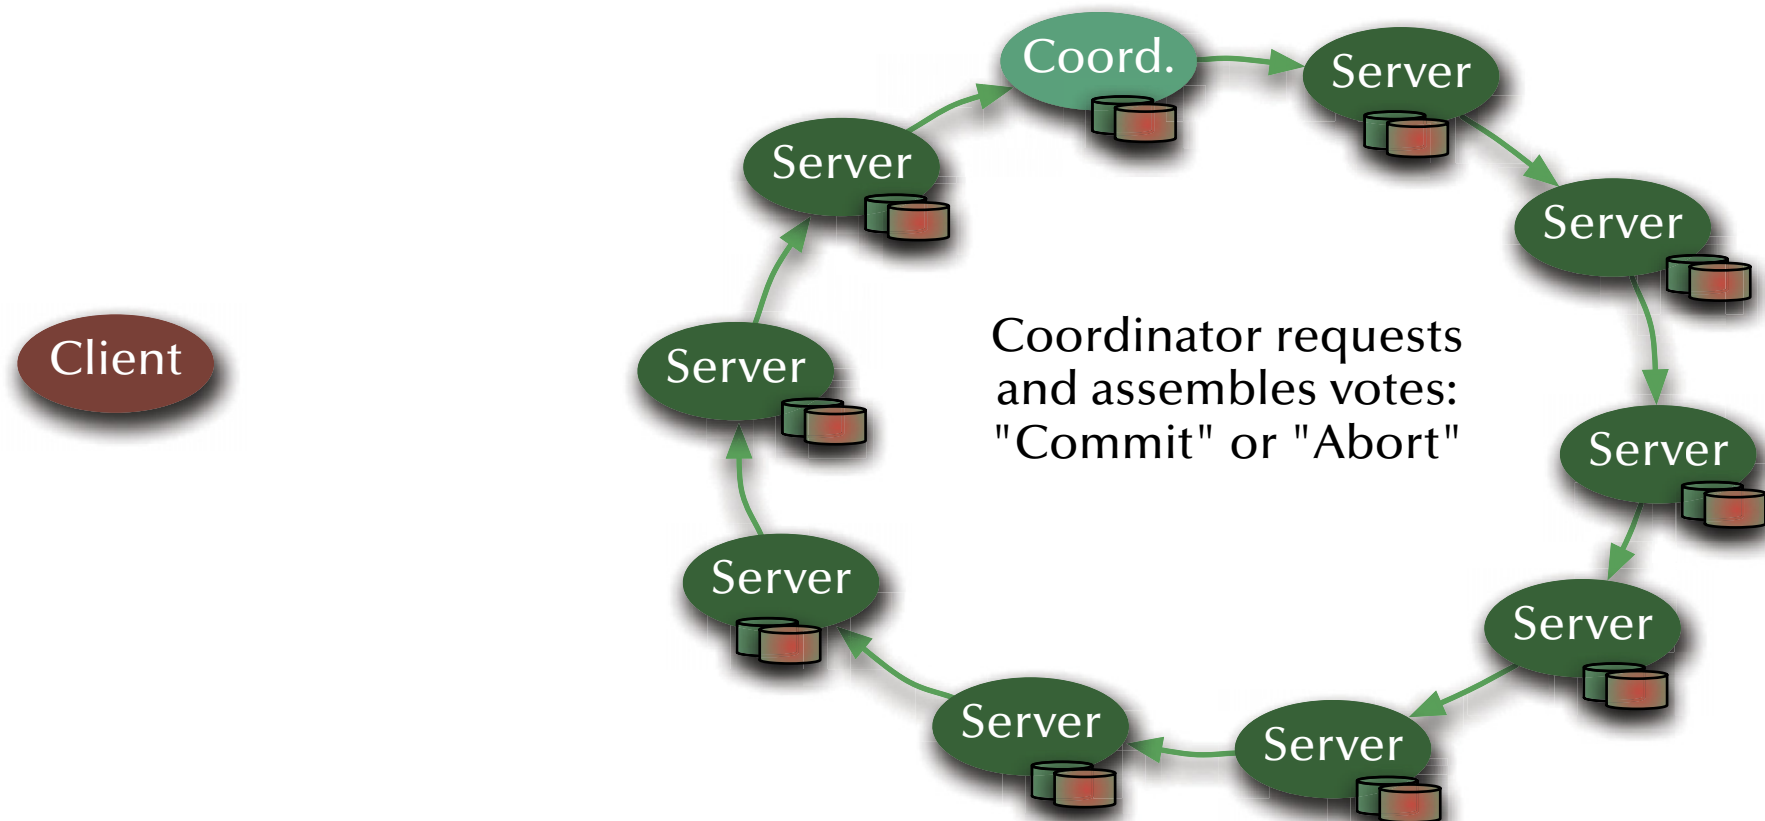 Coord.
Server
Server
Server
Client
Server
Coordinator requests
and assembles votes:
"Commit" or "Abort"
Server
Server
Server
Server
Server